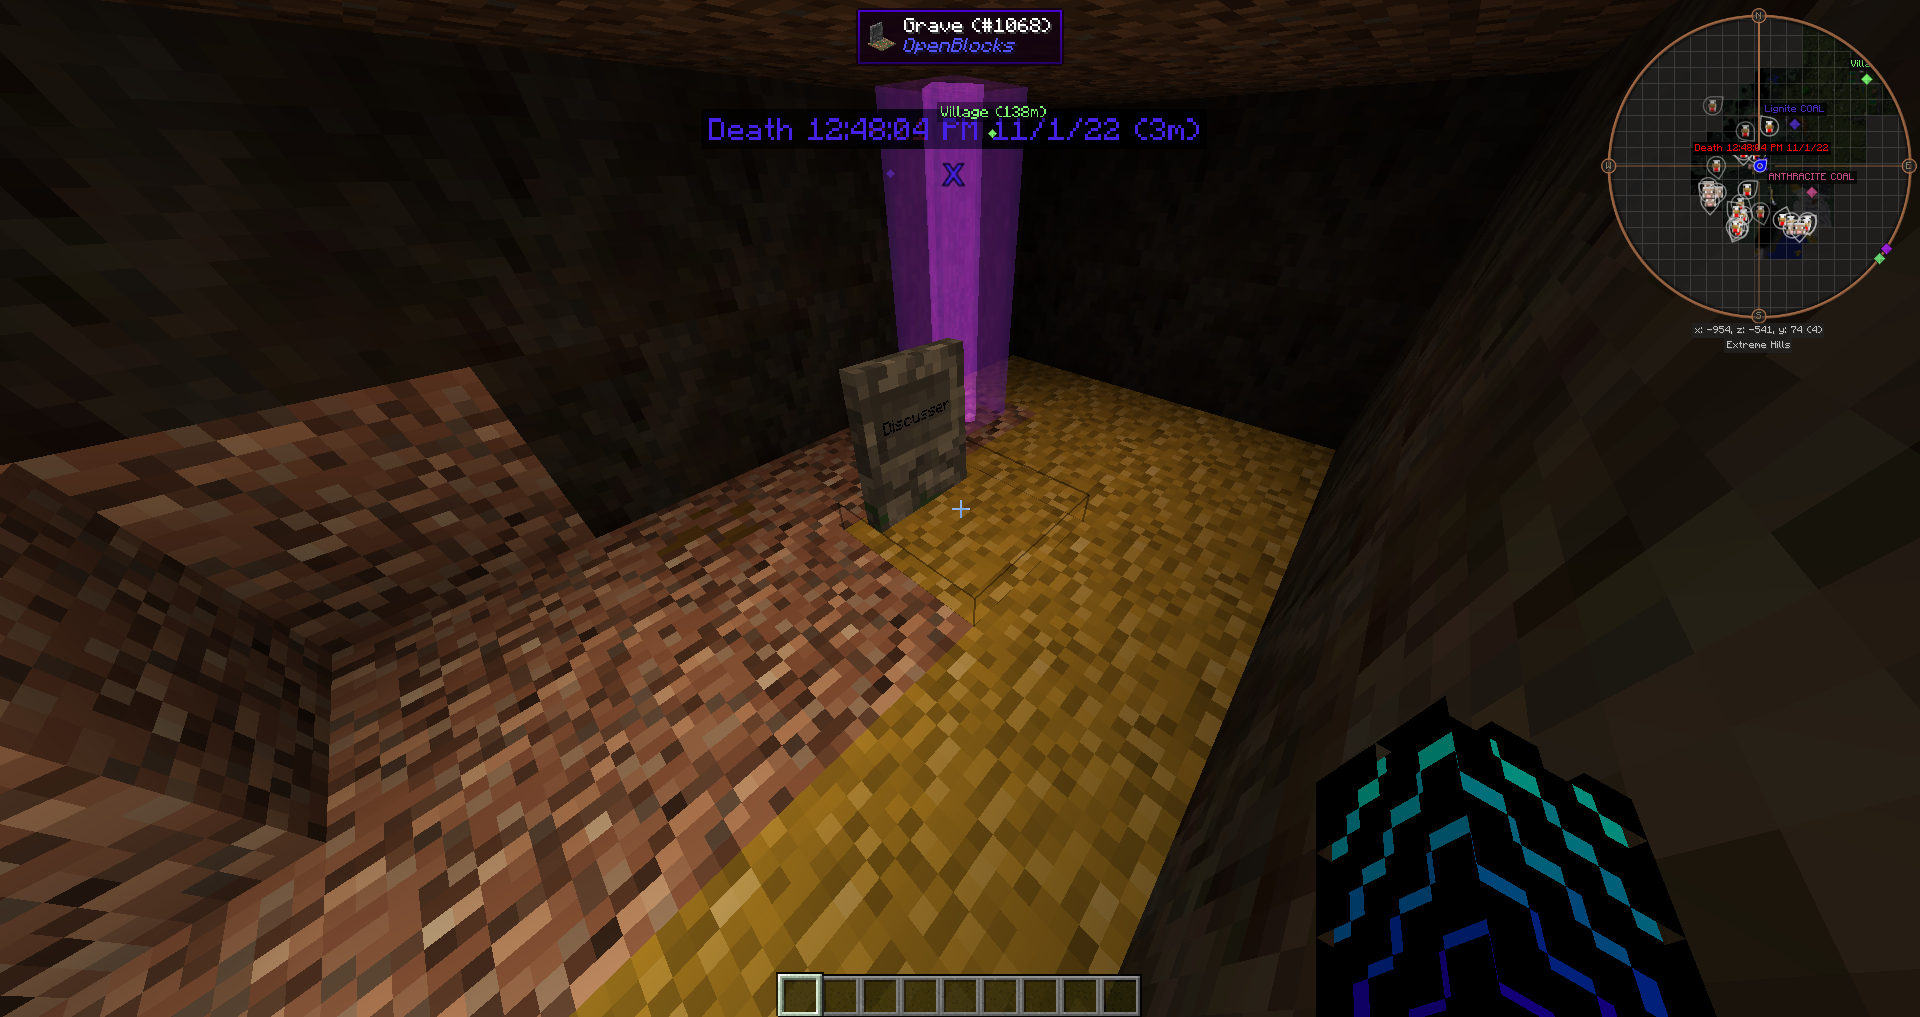 Grave (#1068)
OpenBlocks
Village (138m)
Death 12:48:04 PM 11/1/22 (3m)
X
Discusser
N
Villa
Lignite COAL
Death 12:48:04 PM 11/1/22
W
E
ANTHRACITE COAL
S
x: -954, z: -541, y: 74 (4)
Extreme Hills